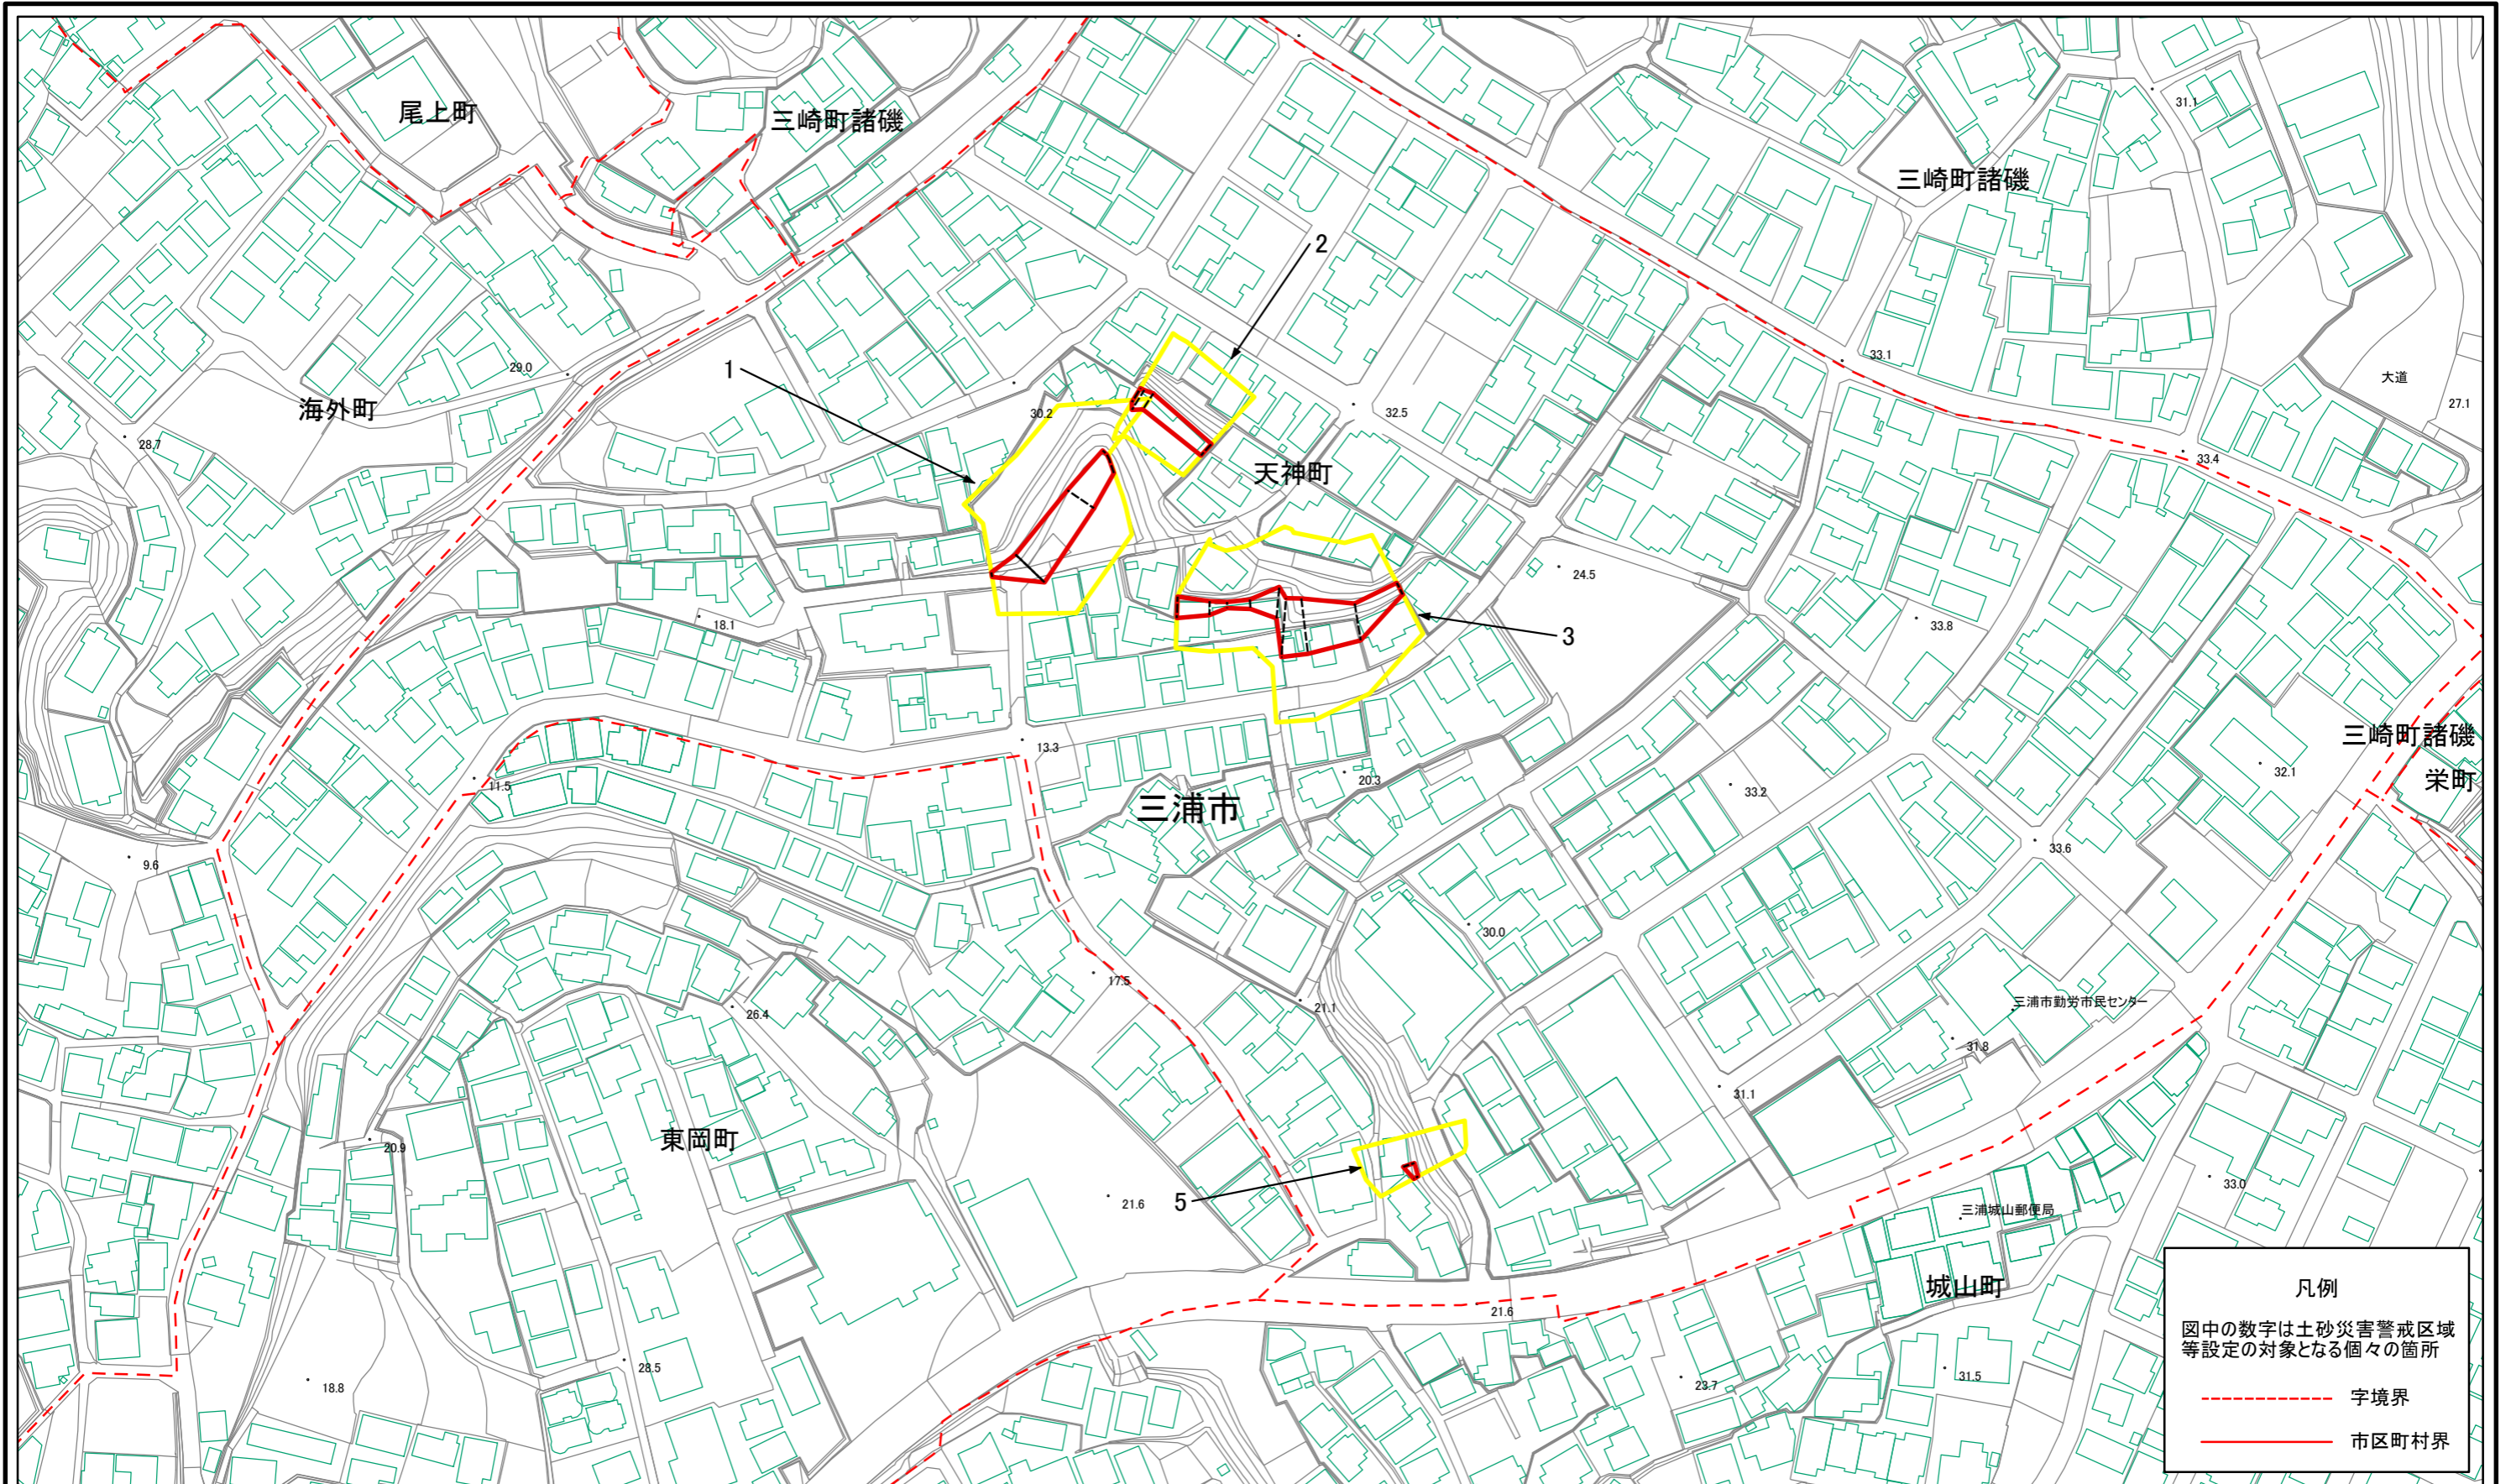 尾上町
三崎町諸磯
31.1
三崎町諸磯
2
33.1
1
29.0
大道
海外町
30.2
32.5
27.1
28.7
33.4
天神町
24.5
18.1
33.8
3
三崎町諸磯
13.3
32.1
栄町
11.5
20.3
33.2
三浦市
33.6
9.6
30.0
17.5
三浦市勤労市民センター
21.1
26.4
31.8
31.1
東岡町
20.9
33.0
5
21.6
三浦城山郵便局
城山町
21.6
28.5
31.5
23.7
18.8
凡例
図中の数字は土砂災害警戒区域
等設定の対象となる個々の箇所
字境界
市区町村界